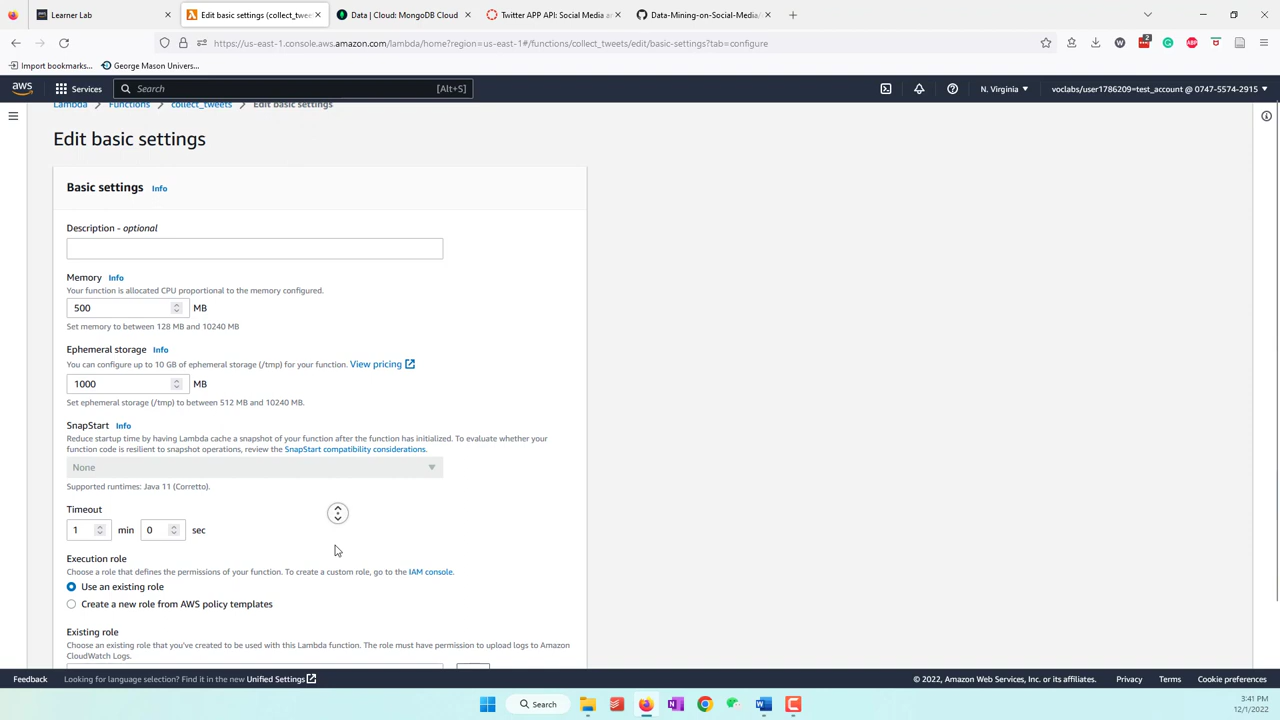 Learner Lab
Edit basic settings (collect_twee
Data | Cloud: MongoDB Cloud
Twitter APP API: Social Media an
Data-Mining-on-Social-Media/
https://us-east-1.console.aws.amazon.com/lambda/home?region=us-east-1#/functions/collect_tweets/edit/basic-settings?tab=configure
2
Import bookmarks...
George Mason Univers...
aws
Services
Search
[Alt+S]
N. Virginia
voclabs/user1786209=test_account @ 0747-5574-2915
Lambda
Functions
collect_tweets
Edit basic settings
Edit basic settings
Basic settings Info
Description - optional
Memory Info
Your function is allocated CPU proportional to the memory configured.
500 MB
Set memory to between 128 MB and 10240 MB
Ephemeral storage Info
You can configure up to 10 GB of ephemeral storage (/tmp) for your function. View pricing
1000 MB
Set ephemeral storage (/tmp) to between 512 MB and 10240 MB.
SnapStart Info
Reduce startup time by having Lambda cache a snapshot of your function after the function has initialized. To evaluate whether your
function code is resilient to snapshot operations, review the SnapStart compatibility considerations.
None
Supported runtimes: Java 11 (Corretto).
Timeout
1 min 0 sec
Execution role
Choose a role that defines the permissions of your function. To create a custom role, go to the IAM console.
Use an existing role
Create a new role from AWS policy templates
Existing role
Choose an existing role that you've created to be used with this Lambda function. The role must have permission to upload logs to Amazon
CloudWatch Logs.
Feedback
Looking for language selection? Find it in the new Unified Settings
© 2022, Amazon Web Services, Inc. or its affiliates.
Privacy
Terms
Cookie preferences
Search
3:41 PM
12/1/2022